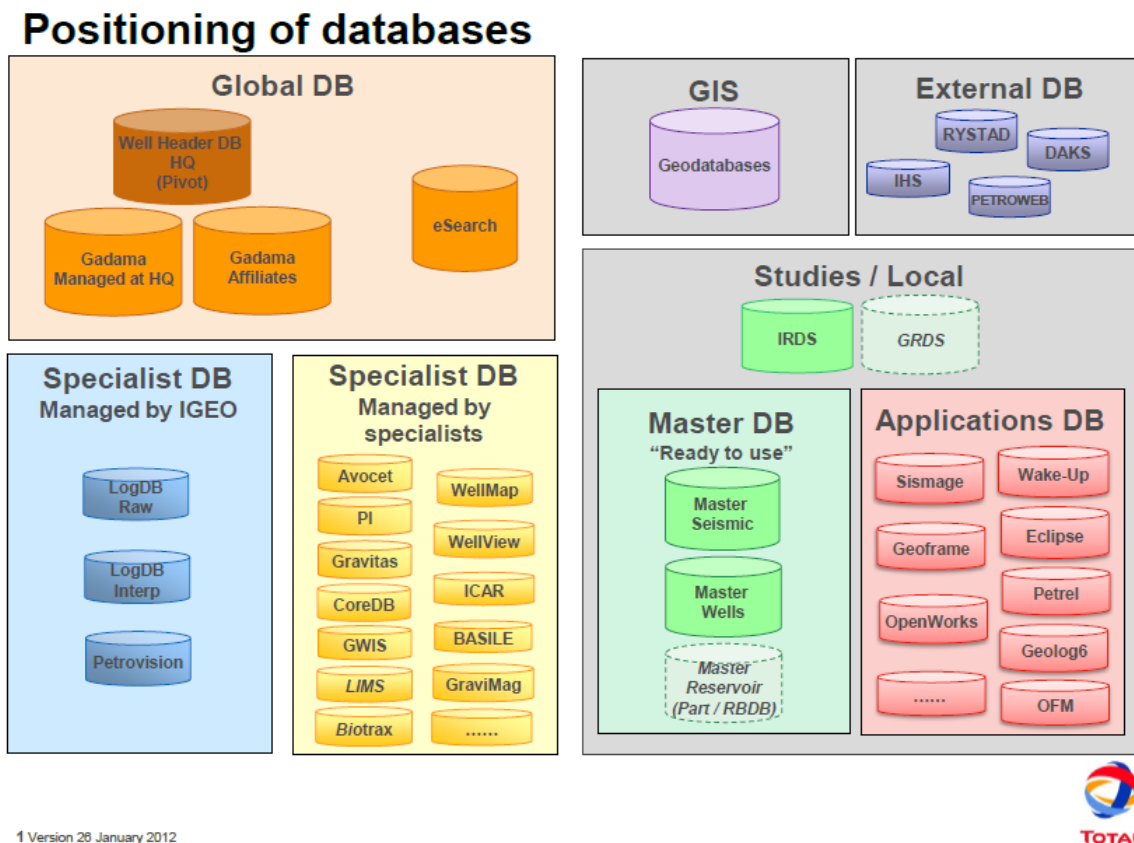 Positioning of databases
Global DB
Well Header DB
HQ
(Pivot)
Gadama
Managed at HQ
Gadama
Affiliates
eSearch
GIS
Geodatabases
External DB
RYSTAD
DAKS
IHS
PETROWEB
Studies / Local
IRDS
GRDS
Specialist DB
Managed by IGEO
LogDB
Raw
LogDB
Interp
Petrovision
Specialist DB
Managed by
specialists
Avocet
PI
Gravitas
CoreDB
GWIS
LIMS
Biotrax
WellMap
WellView
ICAR
BASILE
GraviMag
......
Master DB
“Ready to use”
Master
Seismic
Master
Wells
Master
Reservoir
(Part / RBDB)
Applications DB
Sismage
Geoframe
OpenWorks
......
Wake-Up
Eclipse
Petrel
Geolog6
OFM
1 Version 26 January 2012
TOTAL